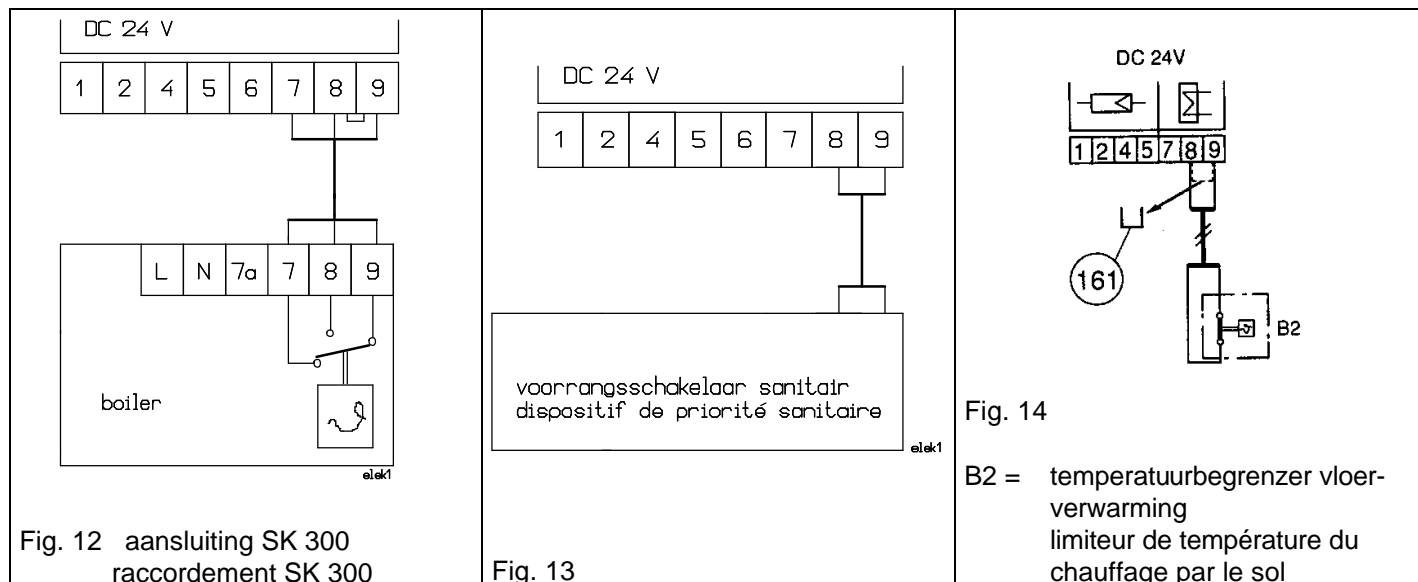 DC 24 V
1 2 4 5 6 7 8 9
L N 7a 7 8 9
boiler
elek1
Fig. 12 aansluiting SK 300
raccordement SK 300
DC 24 V
1 2 4 5 6 7 8 9
voorrangsschakelaar sanitair
dispositif de priorité sanitaire
elek1
Fig. 13
DC 24V
1 2 4 5 7 8 9
161
B2
Fig. 14
B2 = temperatuurbegrenzer vloer-
verwarming
limiteur de température du
chauffage par le sol